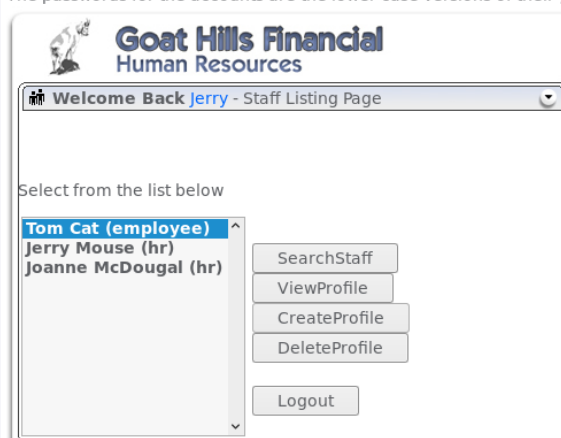 Goat Hills Financial
Human Resources
Welcome Back Jerry - Staff Listing Page
Select from the list below
Tom Cat (employee)
Jerry Mouse (hr)
Joanne McDougal (hr)
SearchStaff
ViewProfile
CreateProfile
DeleteProfile
Logout